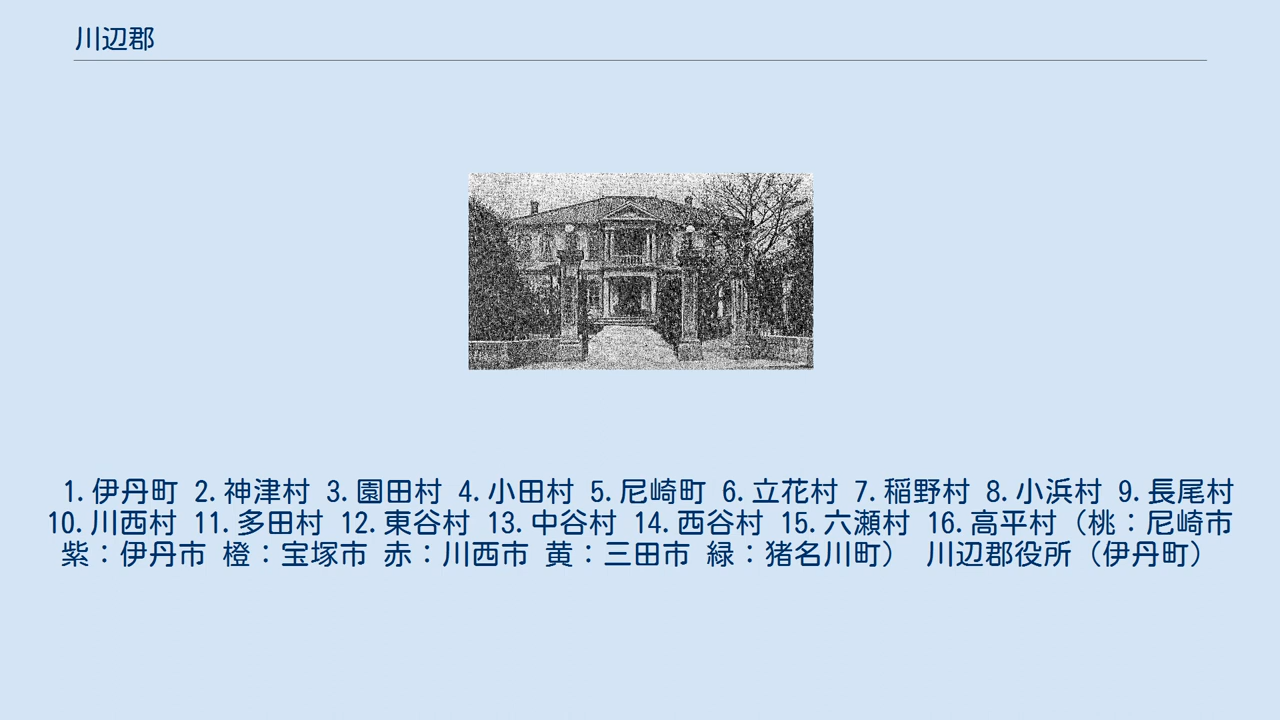 川辺郡
1.伊丹町 2.神津村 3.園田村 4.小田村 5.尼崎町 6.立花村 7.稲野村 8.小浜村 9.長尾村
10.川西村 11.多田村 12.東谷村 13.中谷村 14.西谷村 15.六瀬村 16.高平村（桃：尼崎市
紫：伊丹市 橙：宝塚市 赤：川西市 黄：三田市 緑：猪名川町） 川辺郡役所（伊丹町）